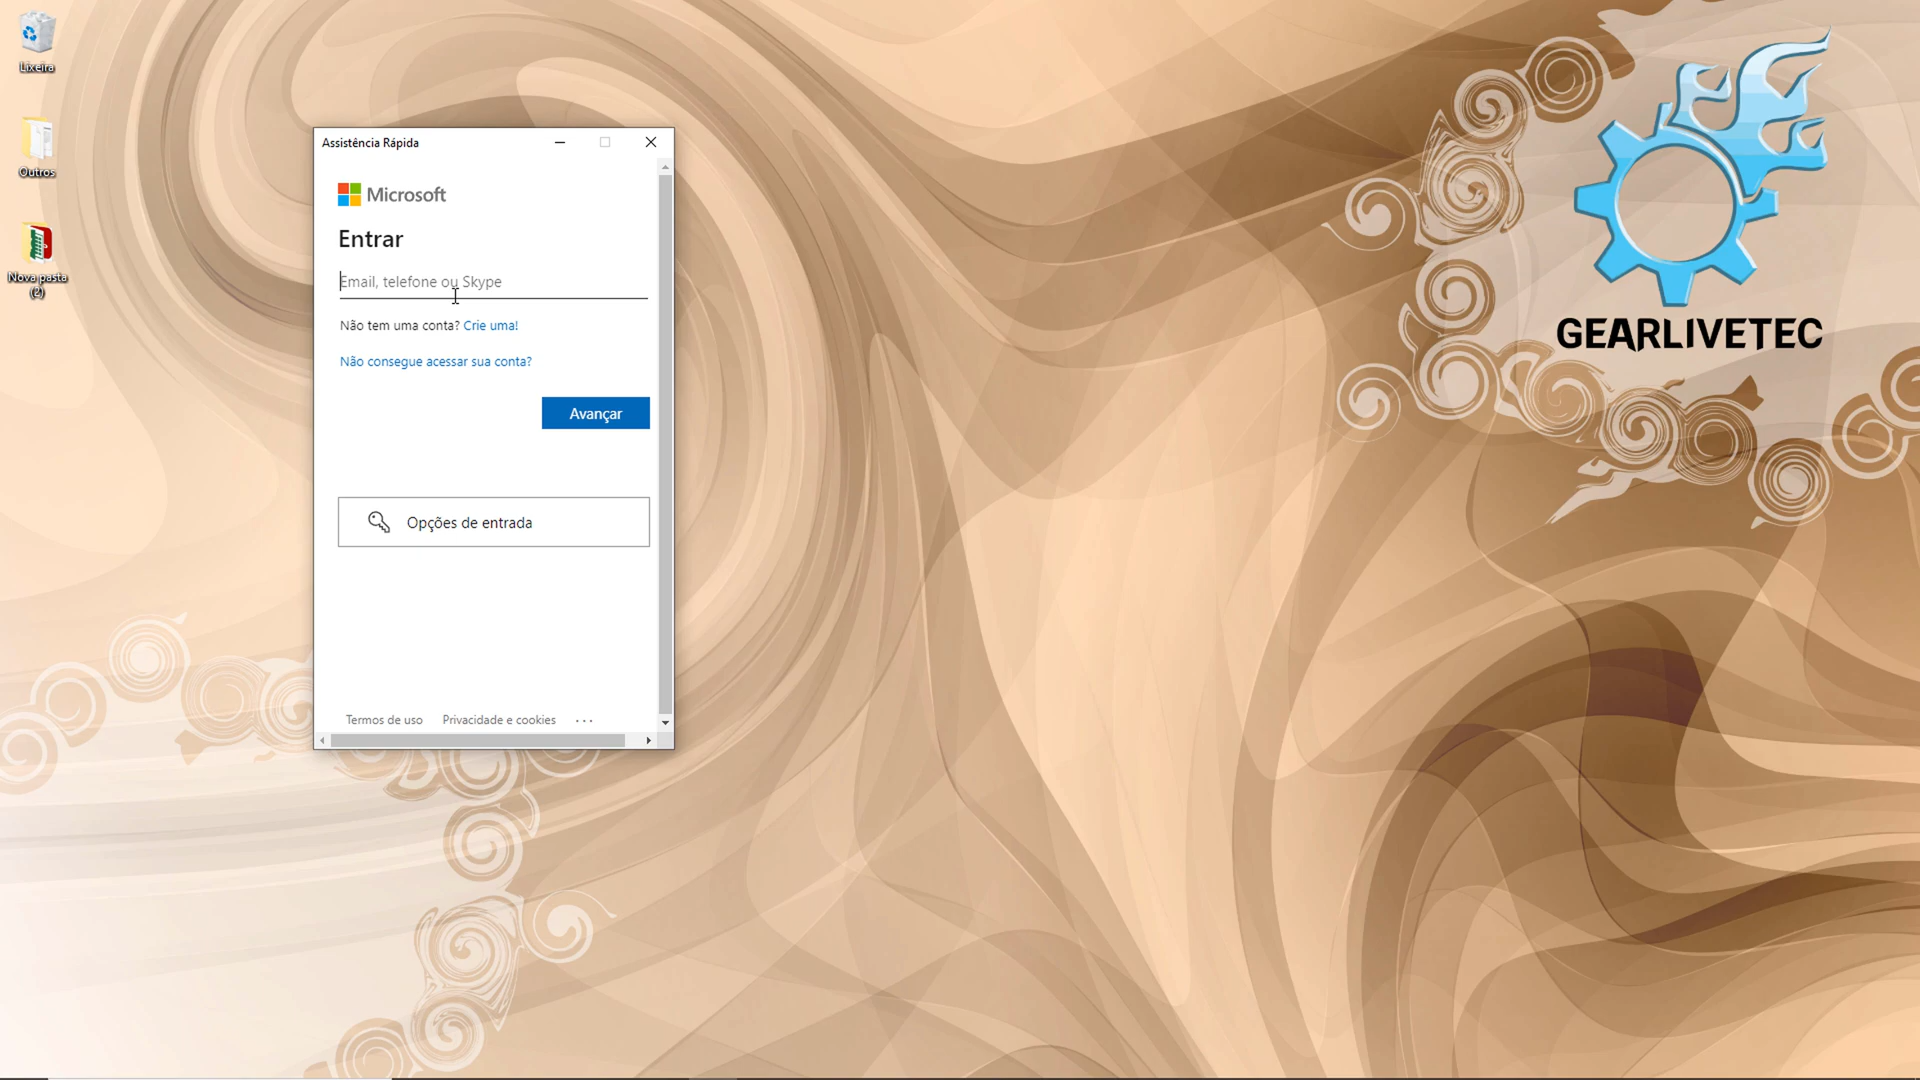 Lixeira
Outros
Nova pasta
(2)
Assistência Rápida
Microsoft
Entrar
Email, telefone ou Skype
Não tem uma conta? Crie uma!
Não consegue acessar sua conta?
Avançar
Opções de entrada
Termos de uso Privacidade e cookies ...
GEARLIVETEC